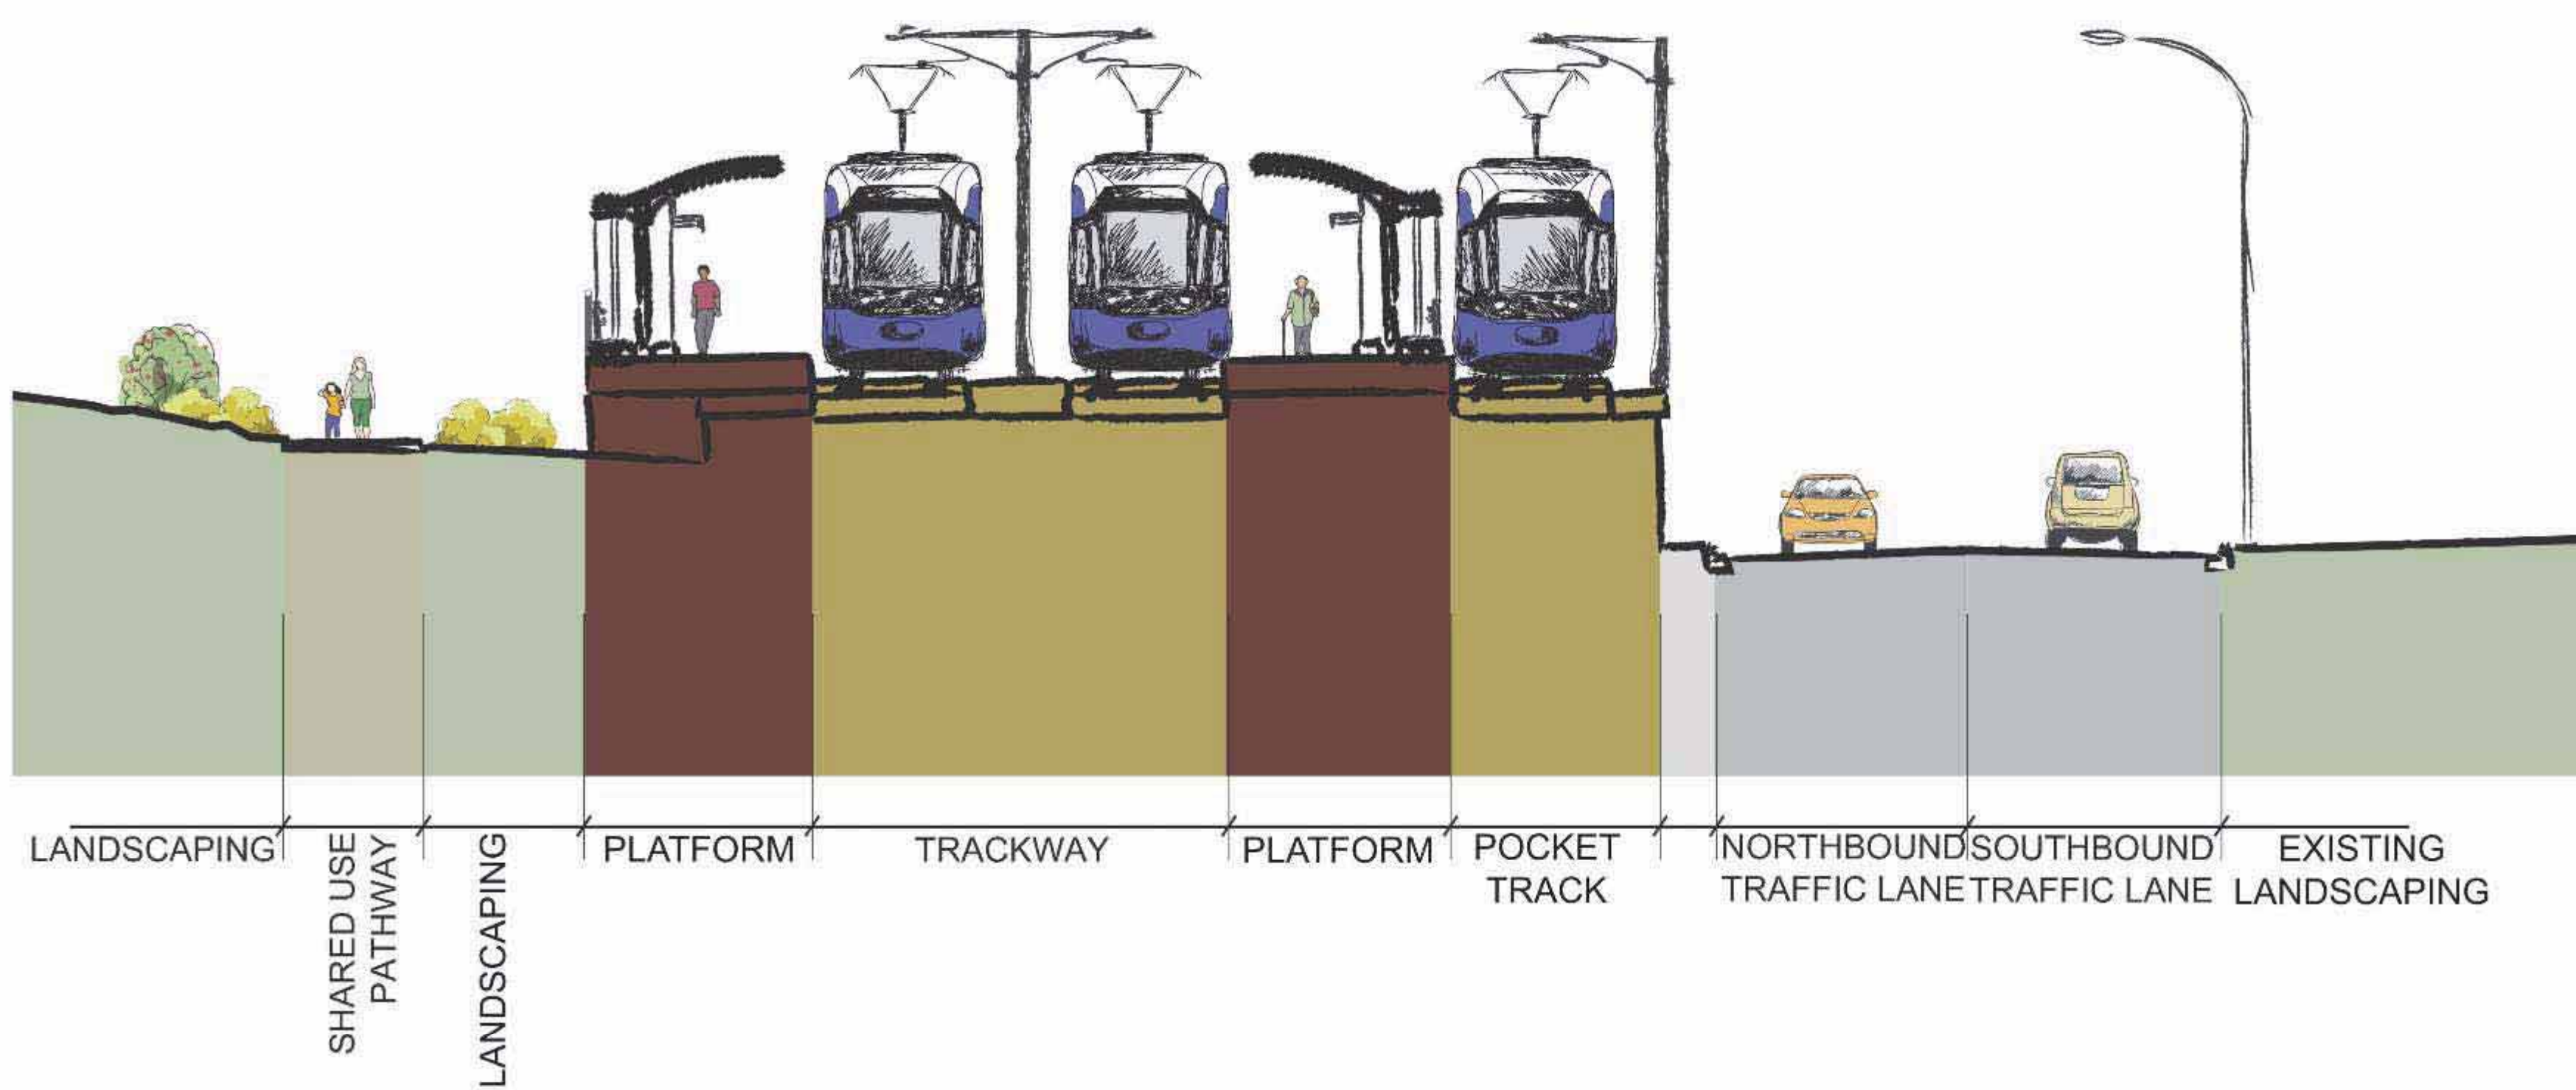 LANDSCAPING
SHARED USE
PATHWAY
LANDSCAPING
PLATFORM
TRACKWAY
PLATFORM
POCKET
TRACK
NORTHBOUND
TRAFFIC LANE
SOUTHBOUND
TRAFFIC LANE
EXISTING
LANDSCAPING